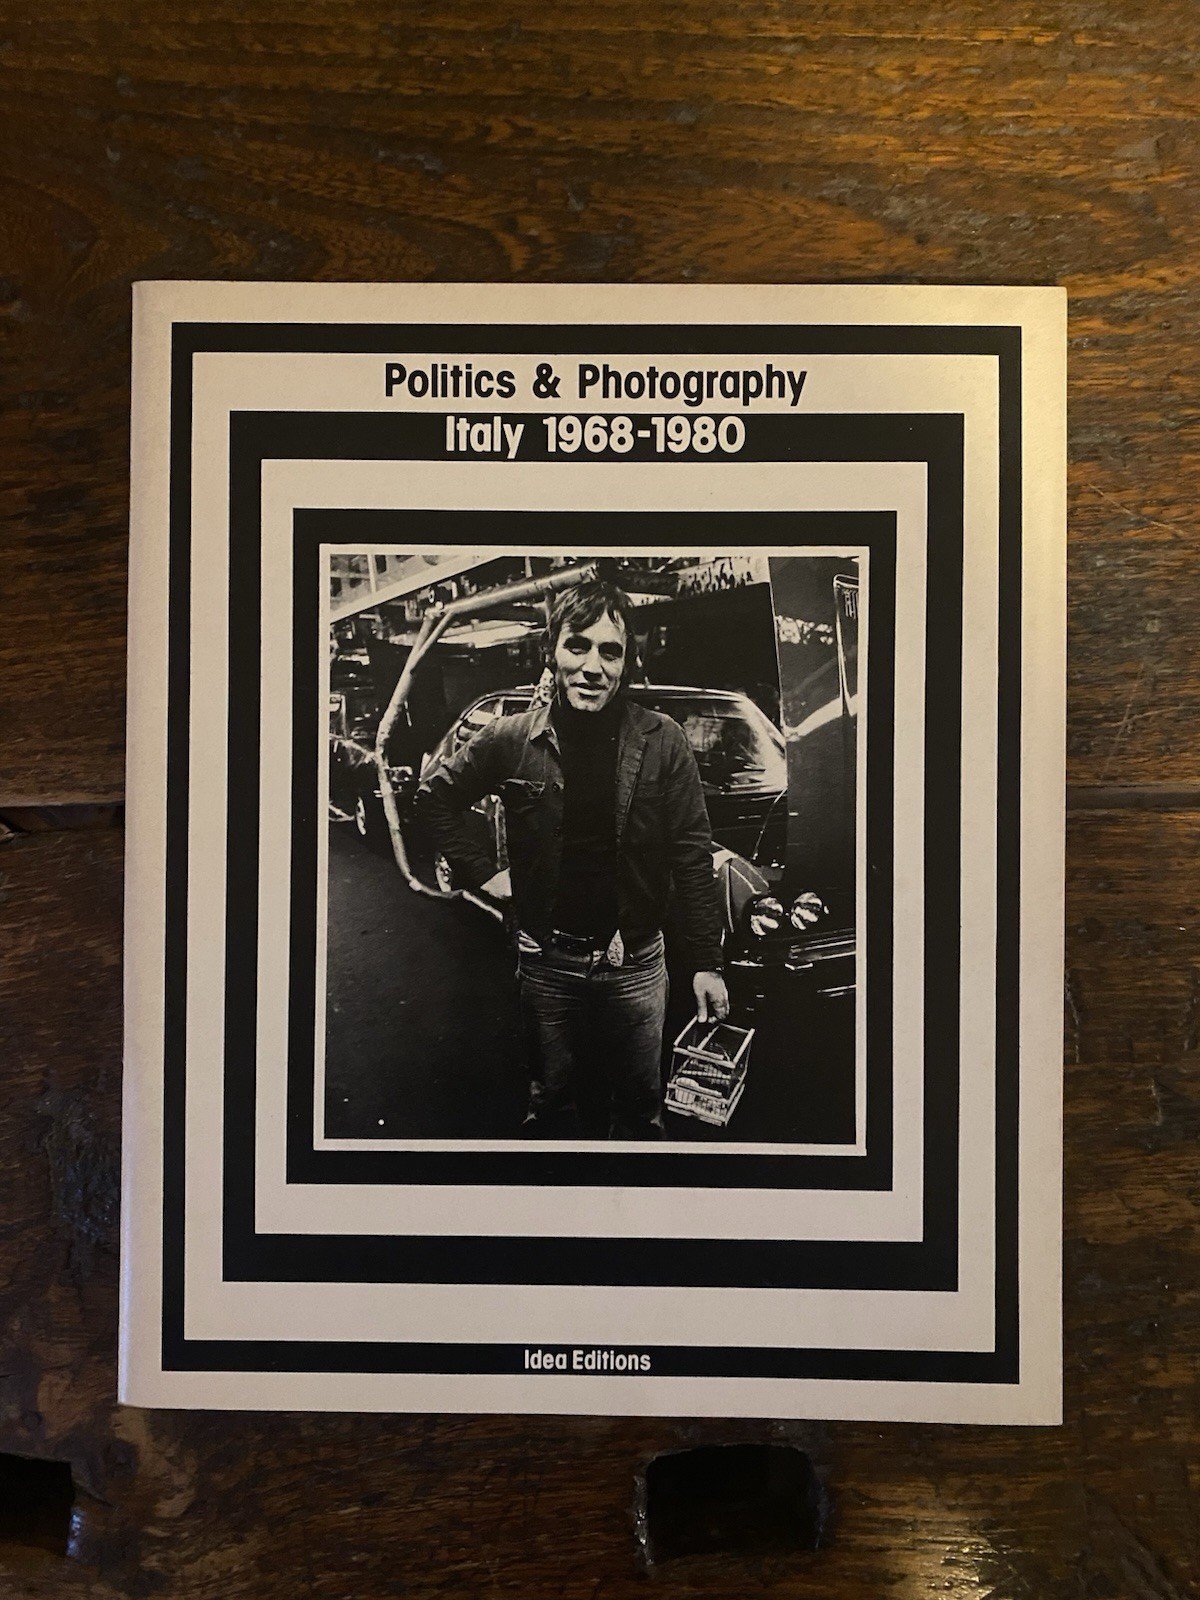 Politics & Photography
Italy 1968-1980
Idea Editions